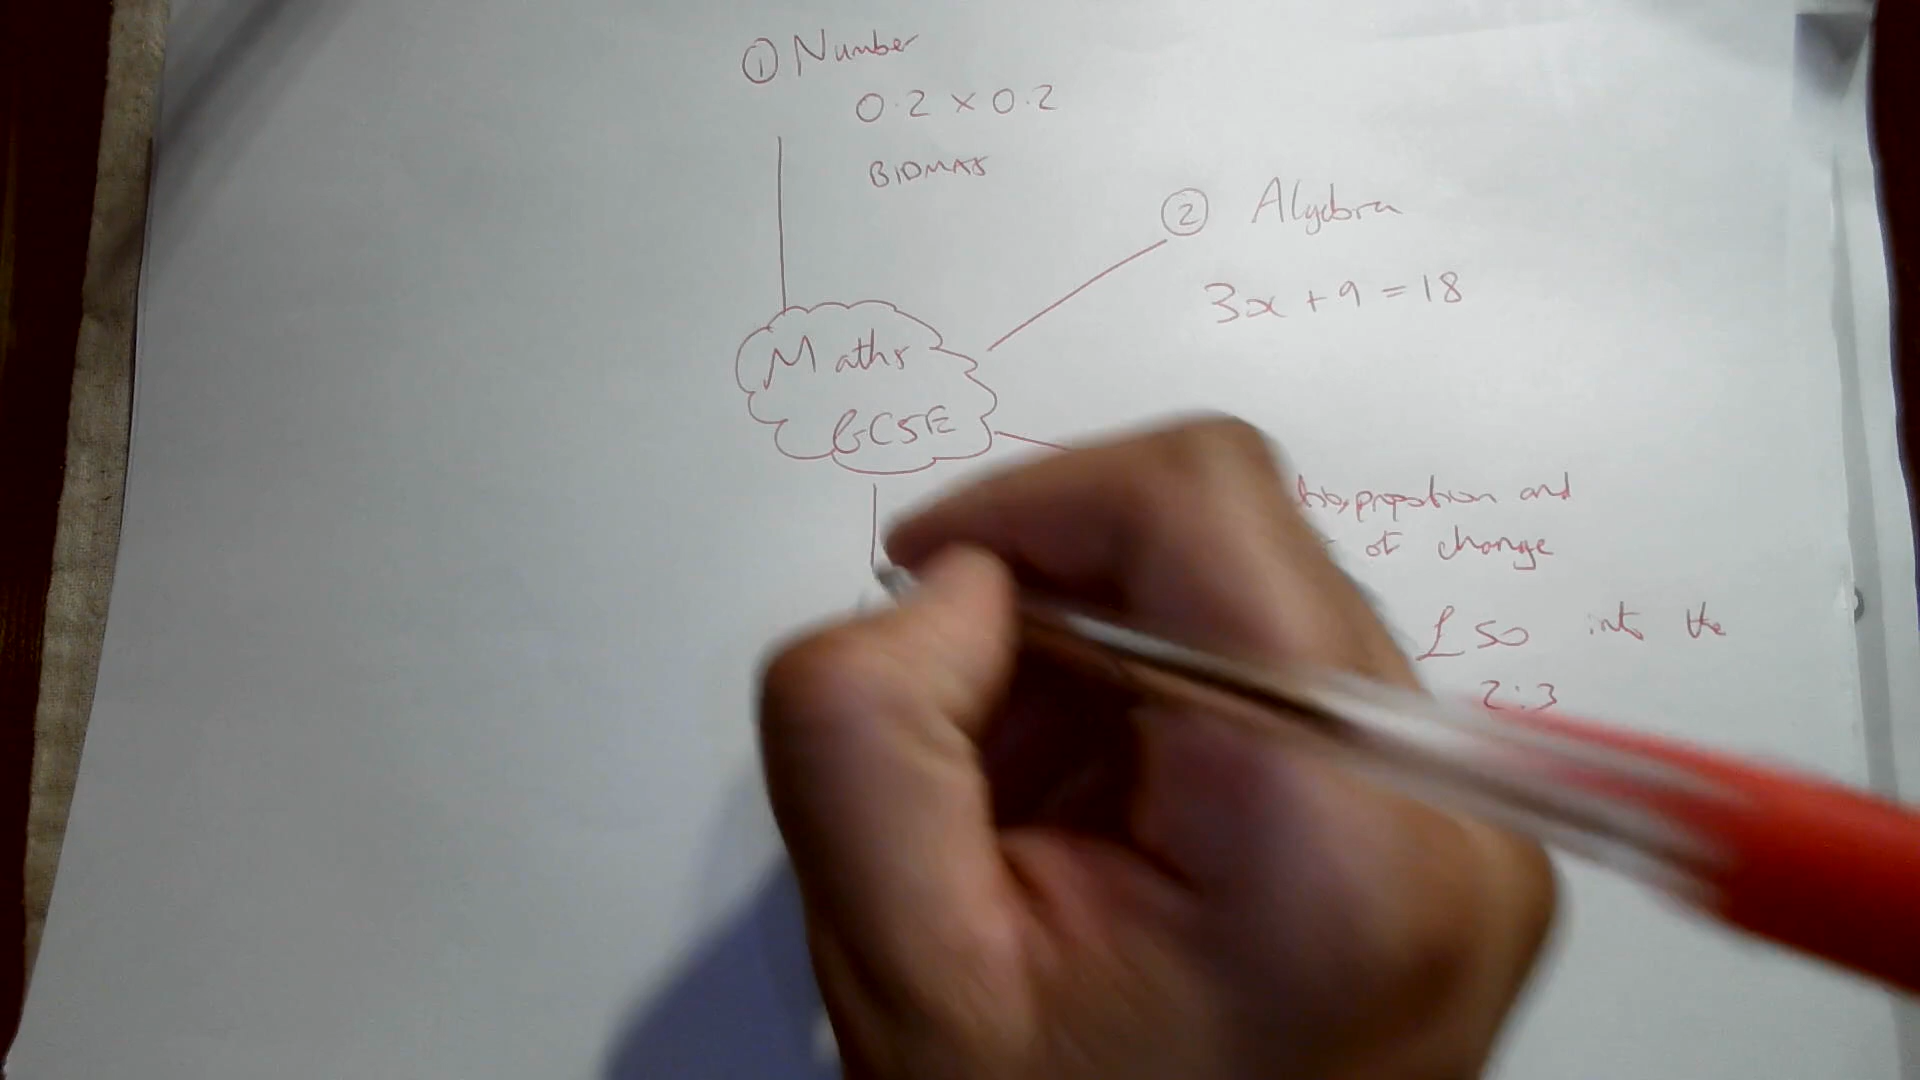 ① Number
0.2 × 0.2
BIDMAS
② Algebra
3x + 9 = 18
Maths
GCSE
proportion and
of change
£50 into the
2:3